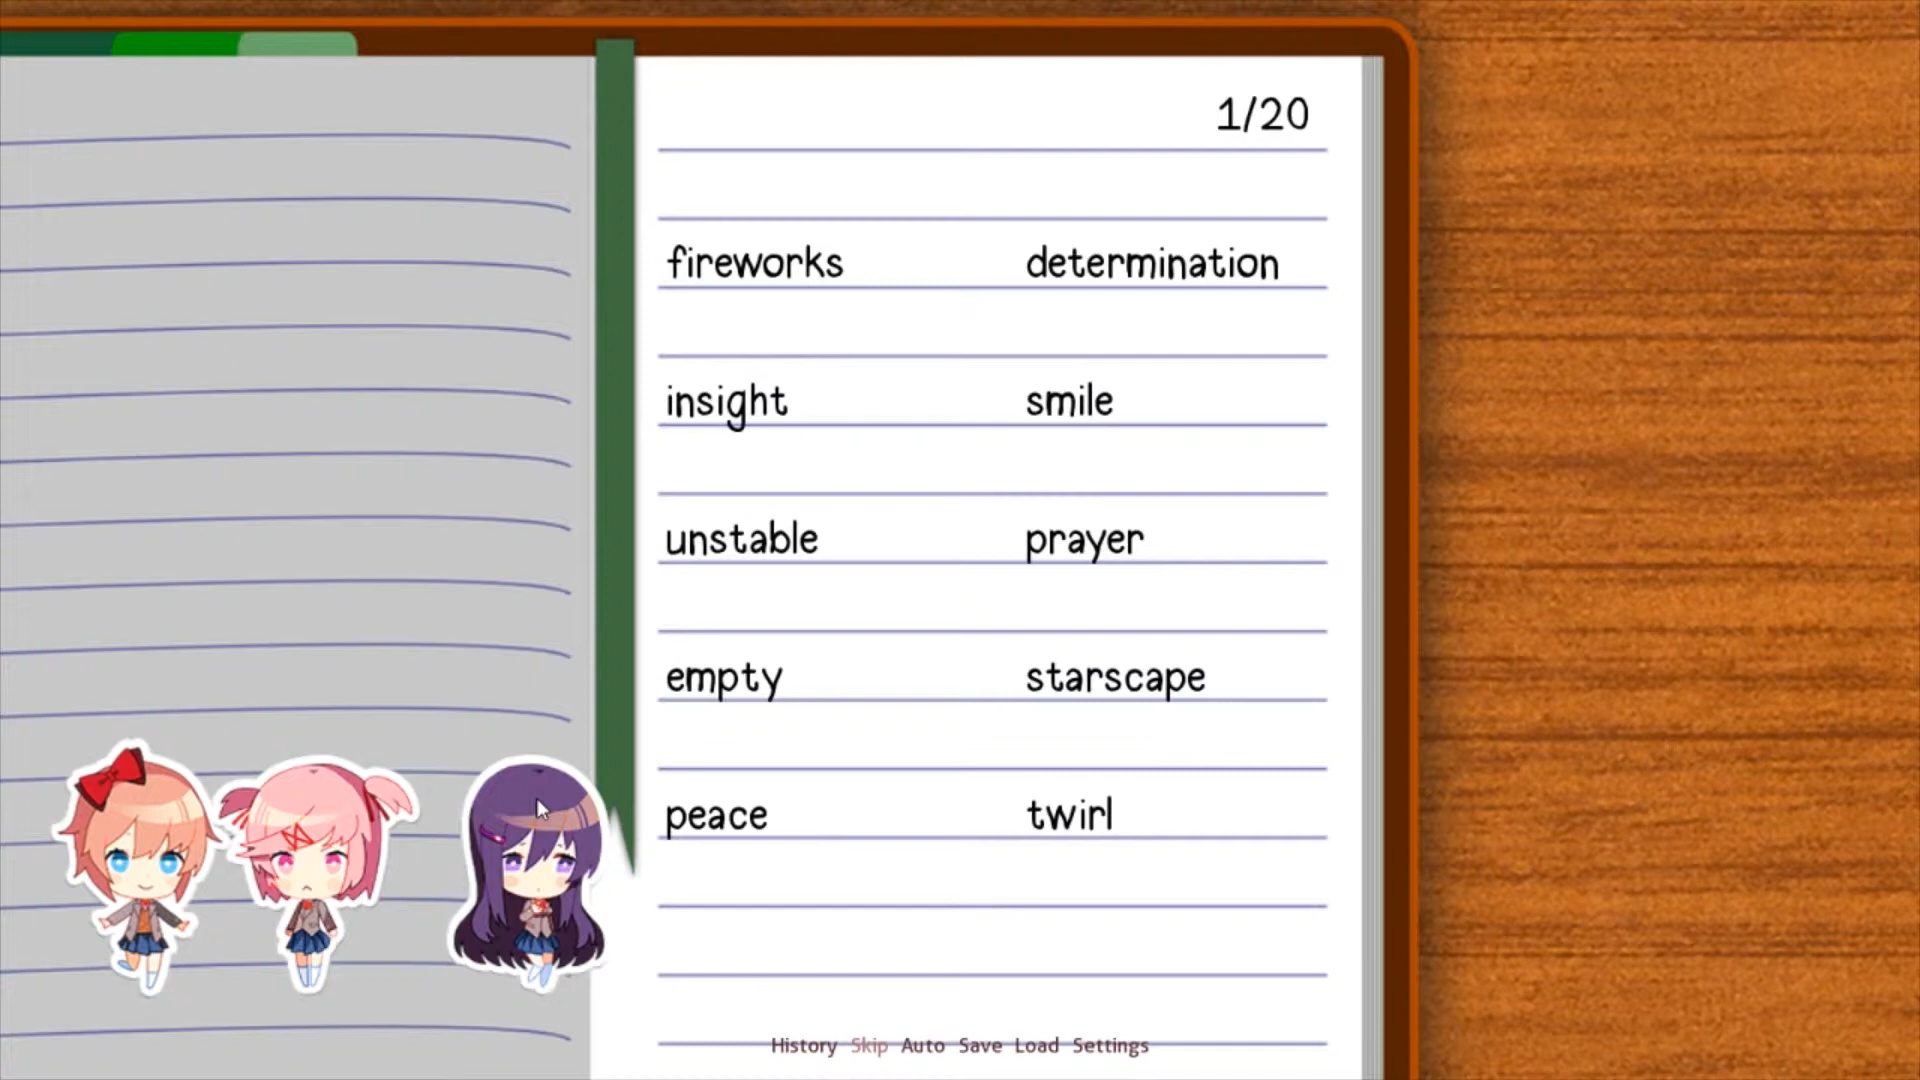 1/20
fireworks determination
insight smile
unstable prayer
empty starscape
peace twirl
History Skip Auto Save Load Settings